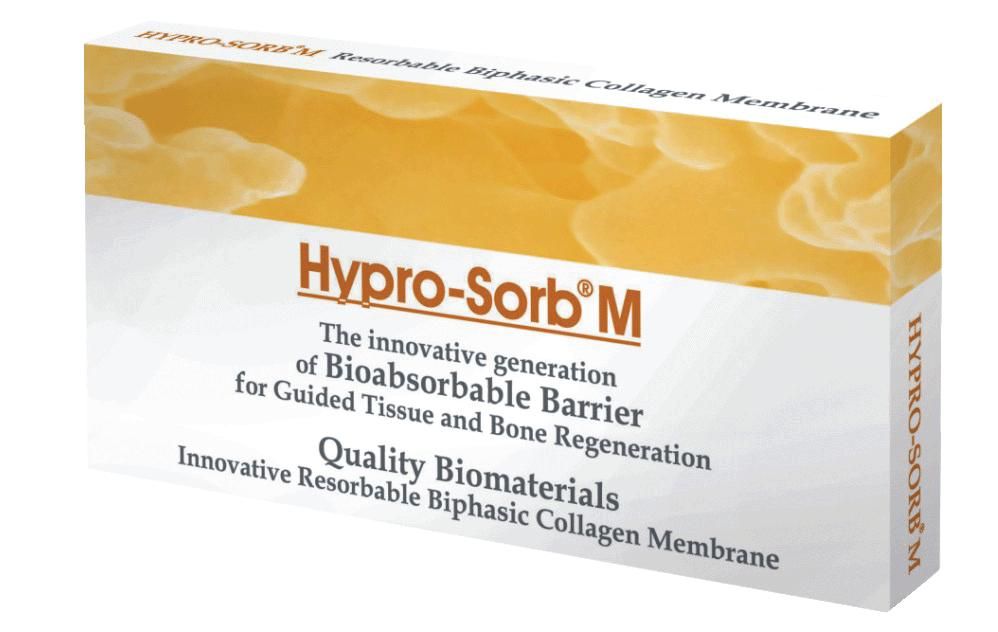 HYPRO-SORB® M Resorbable Biphasic Collagen Membrane
Hypro-Sorb® M
The innovative generation
of Bioabsorbable Barrier
for Guided Tissue and Bone Regeneration
Quality Biomaterials
Innovative Resorbable Biphasic Collagen Membrane
HYPRO-SORB® M